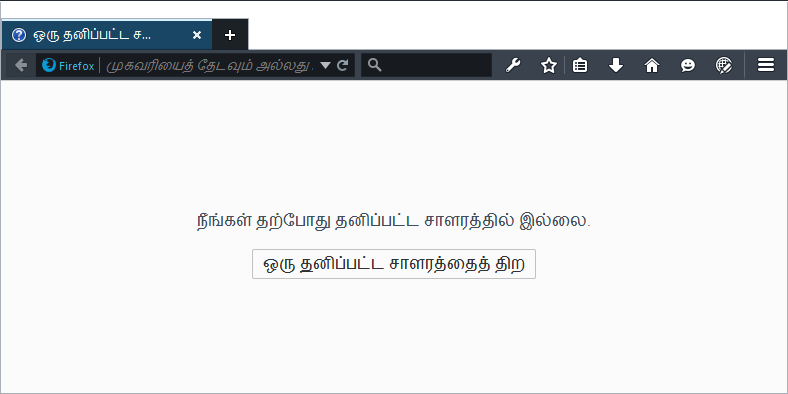 ஒரு தனிப்பட்ட ச...
Firefox
முகவரியைத் தேடவும் அல்லது
நீங்கள் தற்போது தனிப்பட்ட சாளரத்தில் இல்லை.
ஒரு தனிப்பட்ட சாளரத்தைத் திற